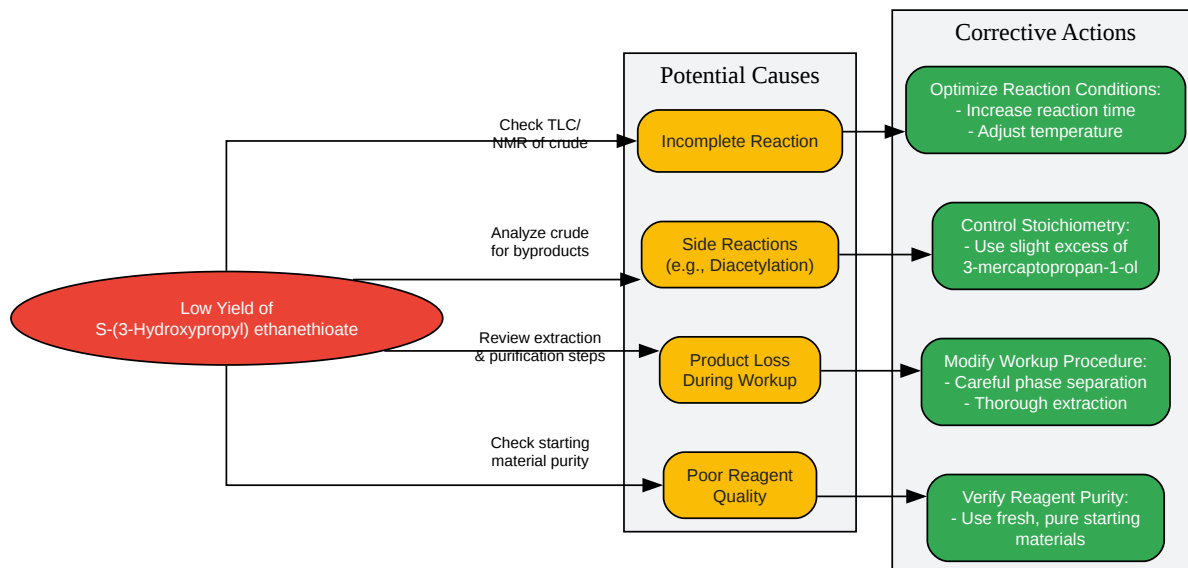 Corrective Actions
Potential Causes
Optimize Reaction Conditions:
- Increase reaction time
- Adjust temperature
Check TLC/
NMR of crude
Incomplete Reaction
Control Stoichiometry:
- Use slight excess of
3-mercaptopropan-1-ol
Analyze crude
for byproducts
Side Reactions
(e.g., Diacetylation)
Low Yield of
S-(3-Hydroxypropyl) ethanethioate
Review extraction
& purification steps
Product Loss
During Workup
Modify Workup Procedure:
- Careful phase separation
- Thorough extraction
Check starting
material purity
Poor Reagent
Quality
Verify Reagent Purity:
- Use fresh, pure starting
materials